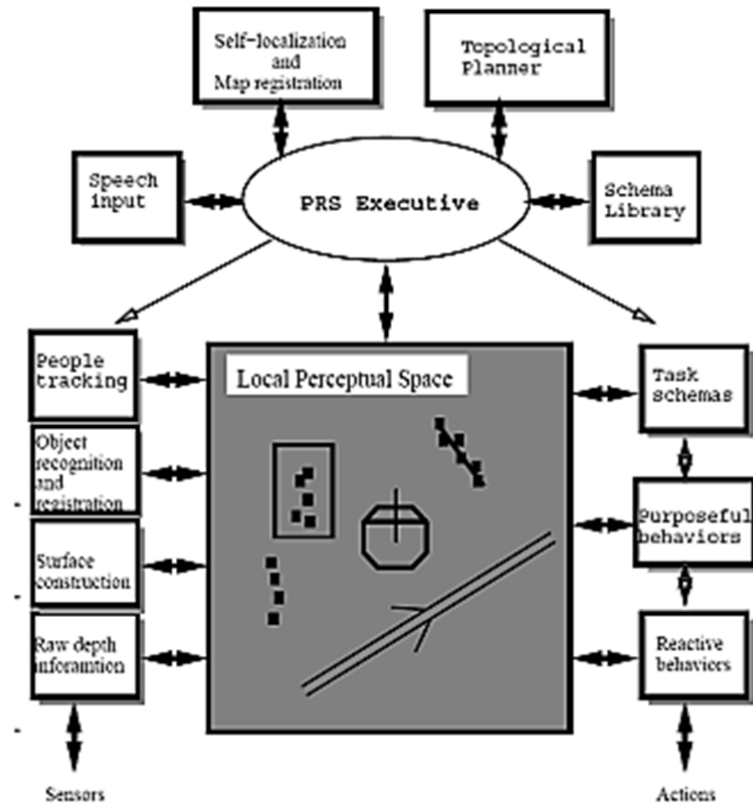 Self-localization
and
Map registration
Topological
Planner
Speech
input
PRS Executive
Schema
Library
People
tracking
Local Perceptual Space
Task
schemas
Object
recognition
and
registration
Purposeful
behaviors
Surface
construction
Raw depth
inforamtion
Reactive
behaviors
Sensors
Actions